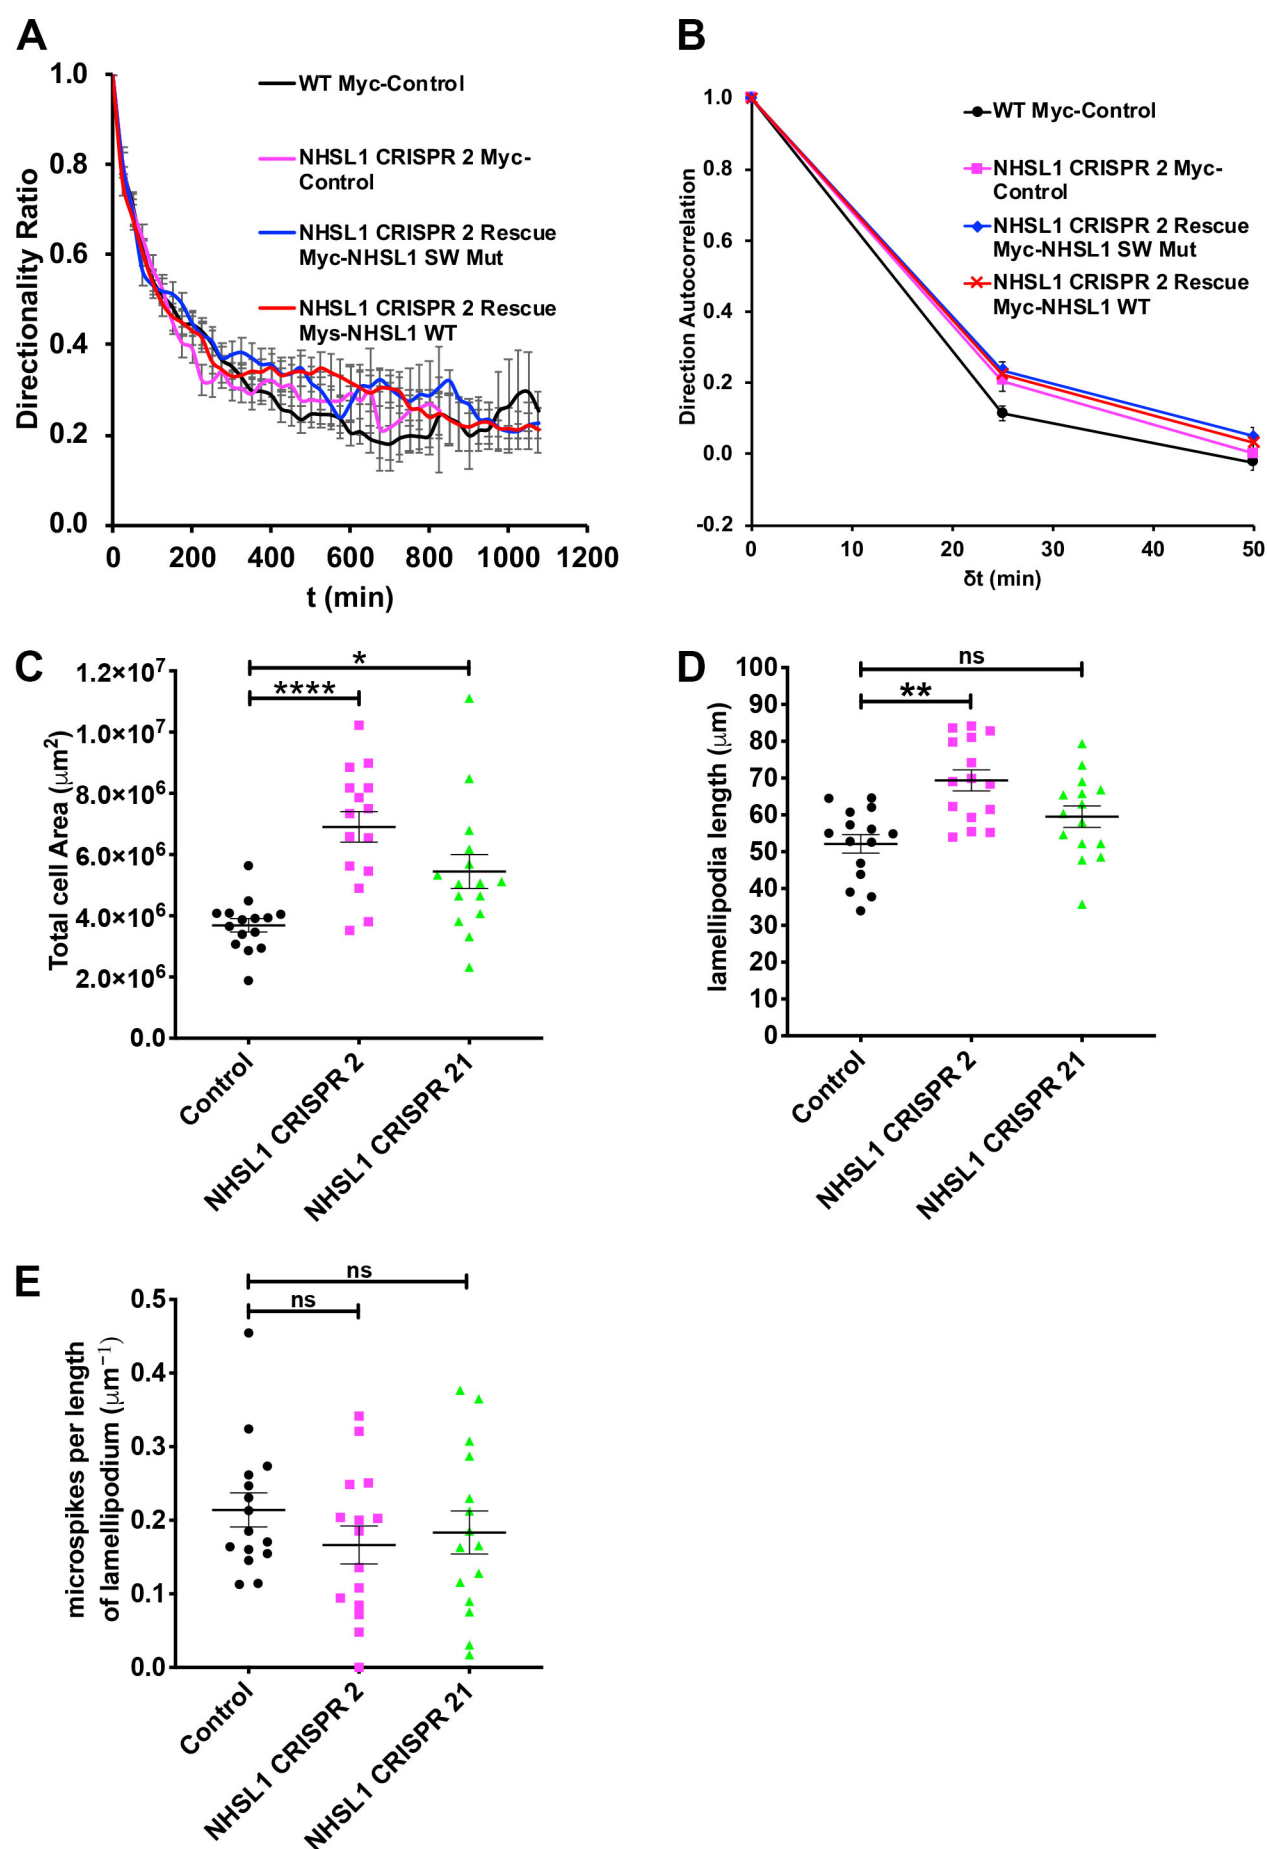 A
1.0
0.8
0.6
0.4
0.2
0.0
Directionality Ratio
0 200 400 600 800 1000 1200
t (min)
WT Myc-Control
NHSL1 CRISPR 2 Myc-
Control
NHSL1 CRISPR 2 Rescue
Myc-NHSL1 SW Mut
NHSL1 CRISPR 2 Rescue
Mys-NHSL1 WT
B
1.0
0.8
0.6
0.4
0.2
0.0
-0.2
Direction Autocorrelation
0 10 20 30 40 50
δt (min)
WT Myc-Control
NHSL1 CRISPR 2 Myc-
Control
NHSL1 CRISPR 2 Rescue
Myc-NHSL1 SW Mut
NHSL1 CRISPR 2 Rescue
Myc-NHSL1 WT
C
*
****
1.2×10⁷
1.0×10⁷
8.0×10⁶
6.0×10⁶
4.0×10⁶
2.0×10⁶
0.0
Total cell Area (μm²)
Control
NHSL1 CRISPR 2
NHSL1 CRISPR 21
D
ns
**
100
90
80
70
60
50
40
30
20
10
0
lamellipodia length (μm)
Control
NHSL1 CRISPR 2
NHSL1 CRISPR 21
E
ns
ns
0.5
0.4
0.3
0.2
0.1
0.0
microspikes per length
of lamellipodium (μm⁻¹)
Control
NHSL1 CRISPR 2
NHSL1 CRISPR 21